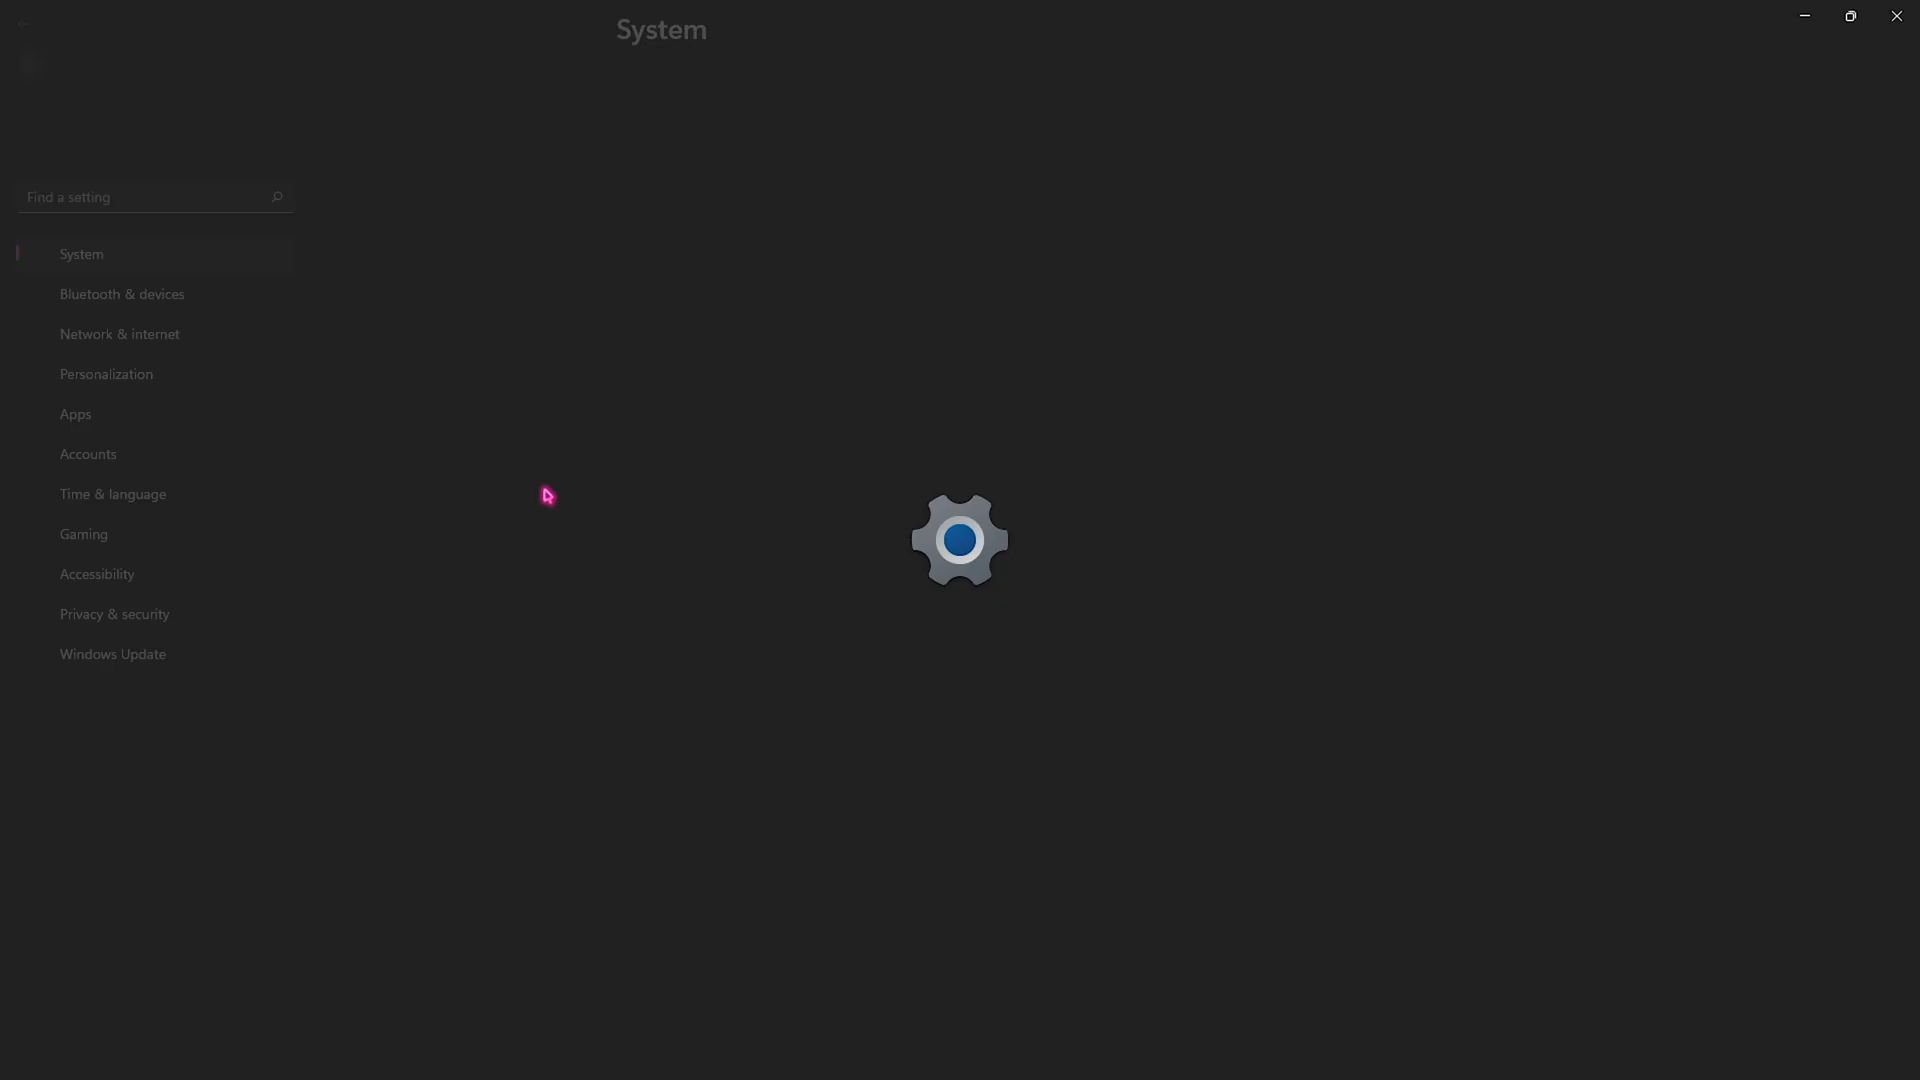 System
Find a setting
System
Bluetooth & devices
Network & internet
Personalization
Apps
Accounts
Time & language
Gaming
Accessibility
Privacy & security
Windows Update